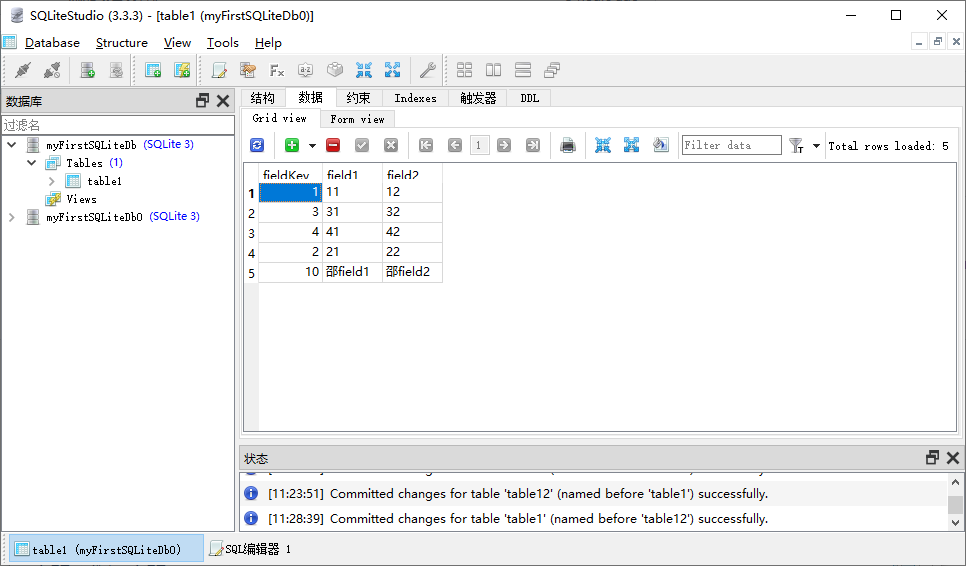 SQLiteStudio (3.3.3) - [table1 (myFirstSQLiteDb0)]
Database Structure View Tools Help
数据库
过滤名
myFirstSQLiteDb (SQLite 3)
Tables (1)
table1
Views
myFirstSQLiteDb0 (SQLite 3)
结构 数据 约束 Indexes 触发器 DDL
Grid view Form view
1 Filter data Total rows loaded: 5
fieldKey field1 field2
1 1 11 12
2 3 31 32
3 4 41 42
4 2 21 22
5 10 邵field1 邵field2
状态
[11:23:51] Committed changes for table 'table12' (named before 'table1') successfully.
[11:28:39] Committed changes for table 'table1' (named before 'table12') successfully.
table1 (myFirstSQLiteDb0) SQL编辑器 1